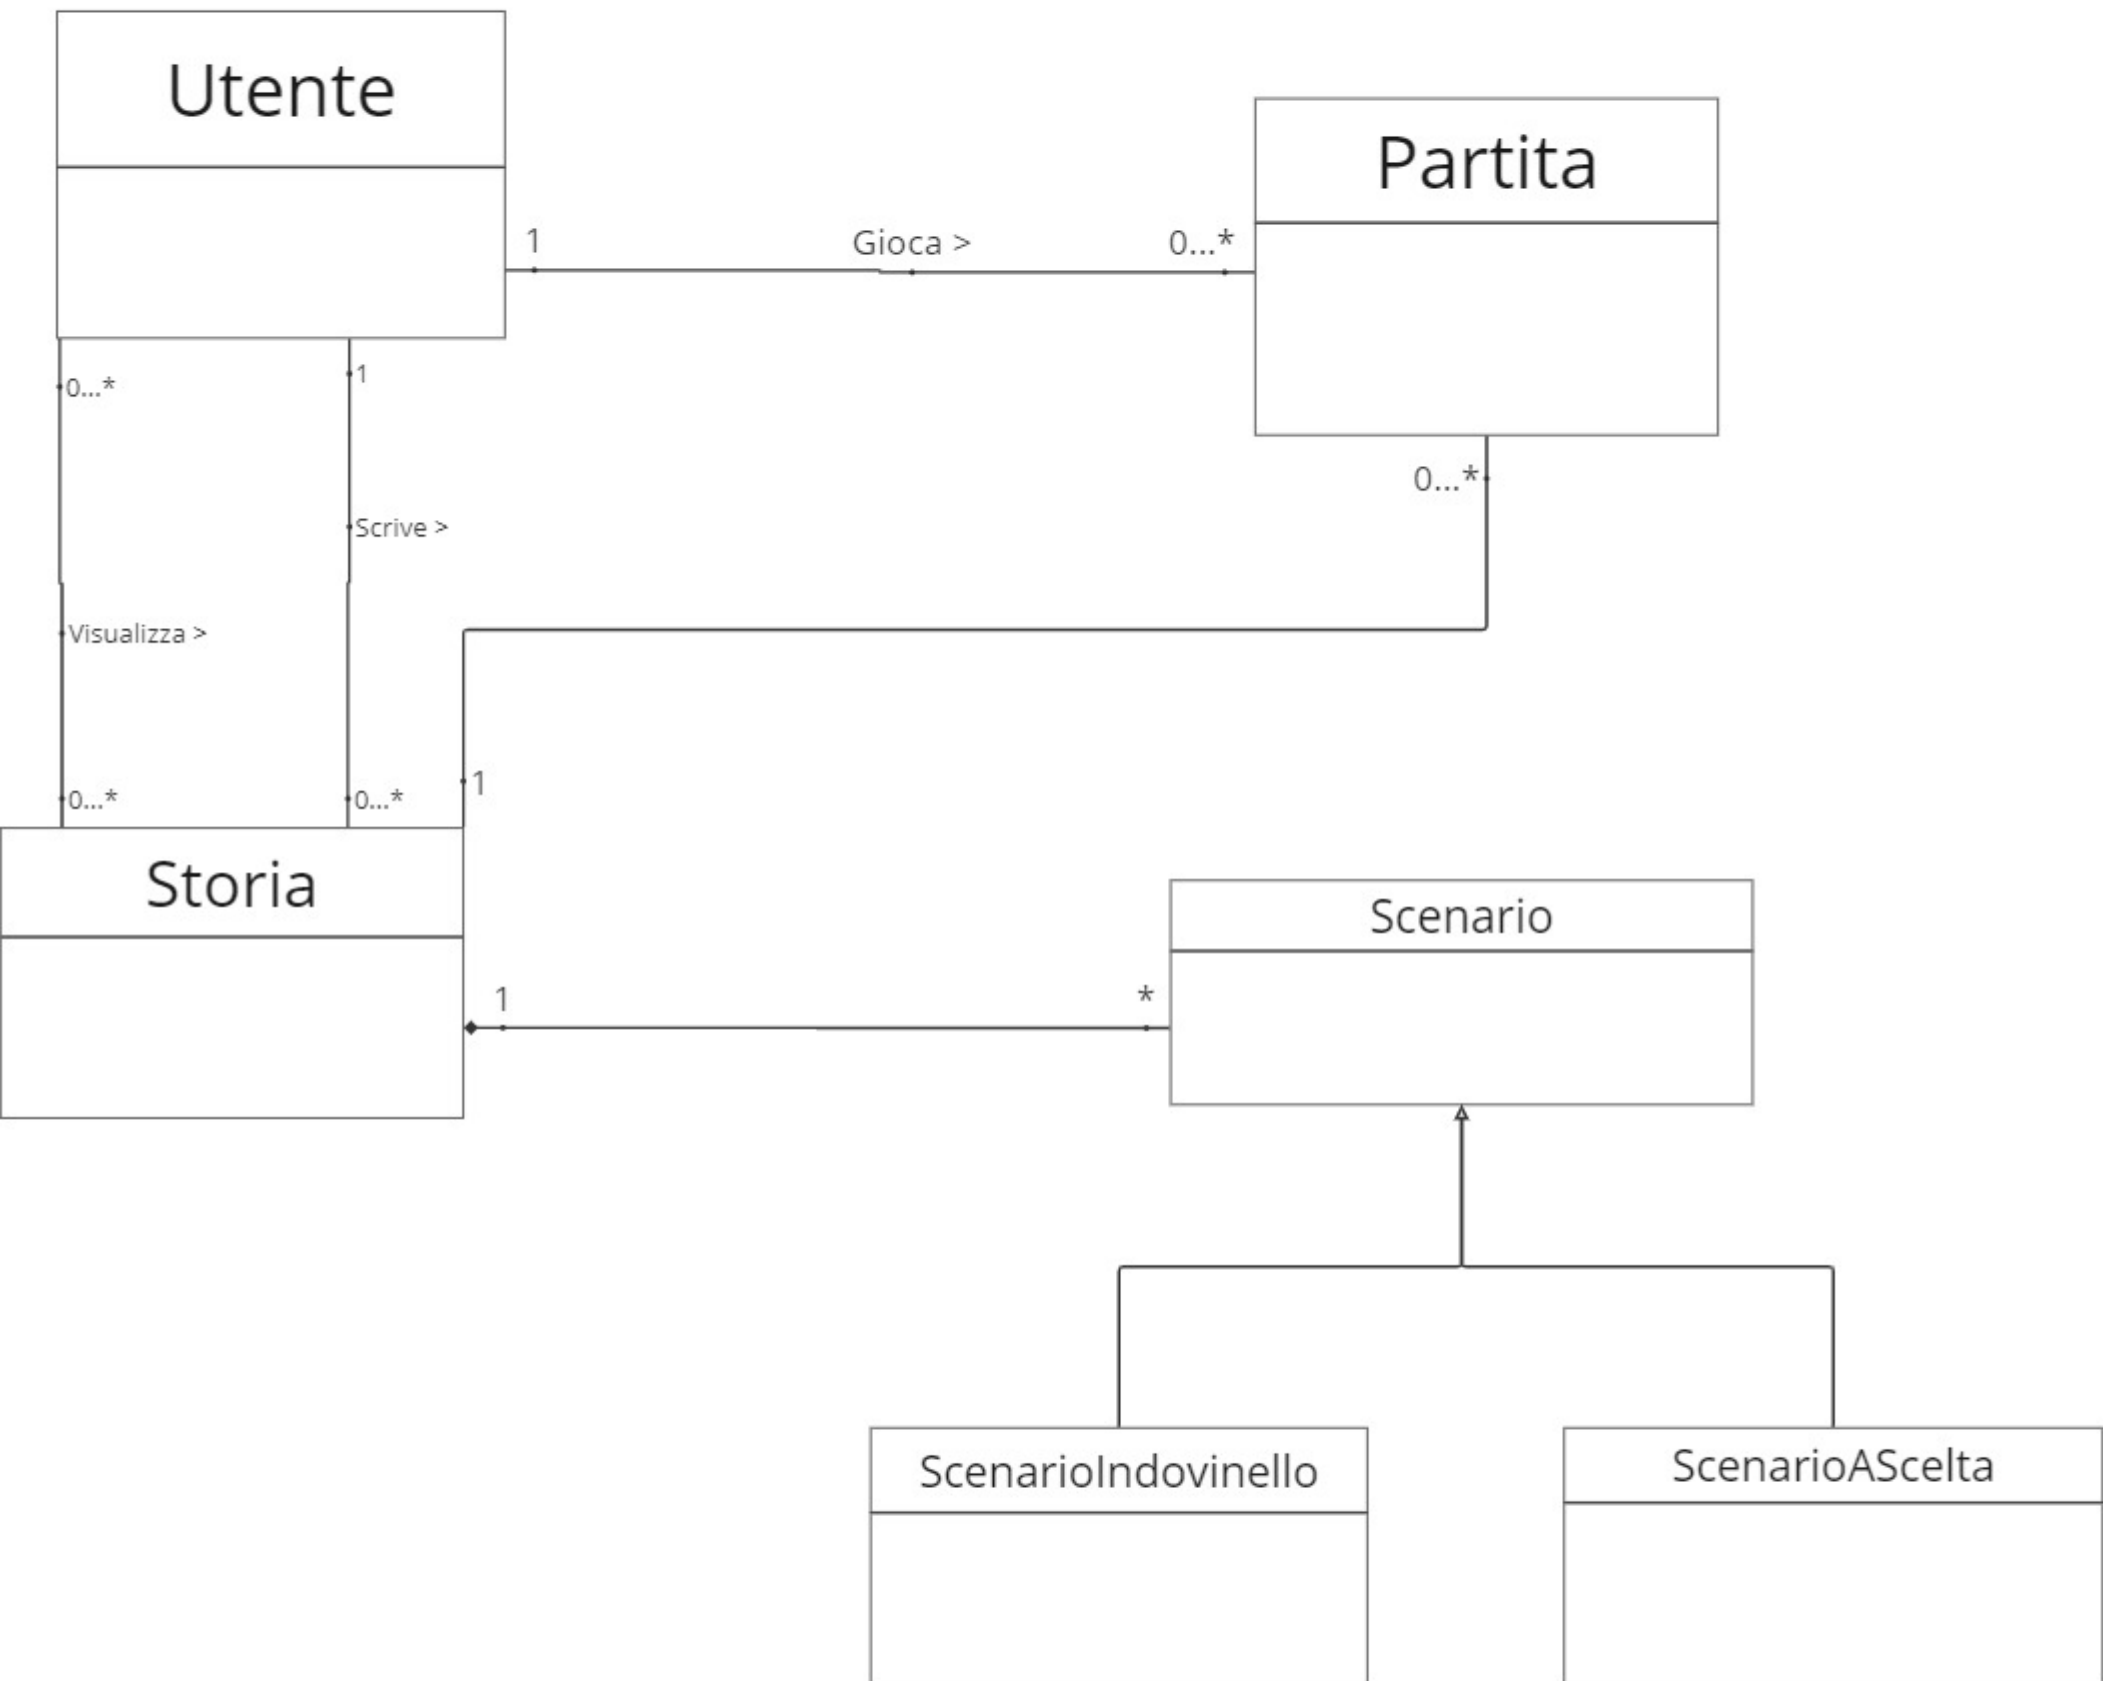 Utente
Partita
1
Gioca >
0...*
0...*
1
0...*
Scrive >
Visualizza >
1
0...*
0...*
Storia
Scenario
1
*
ScenarioIndovinello
ScenarioAScelta